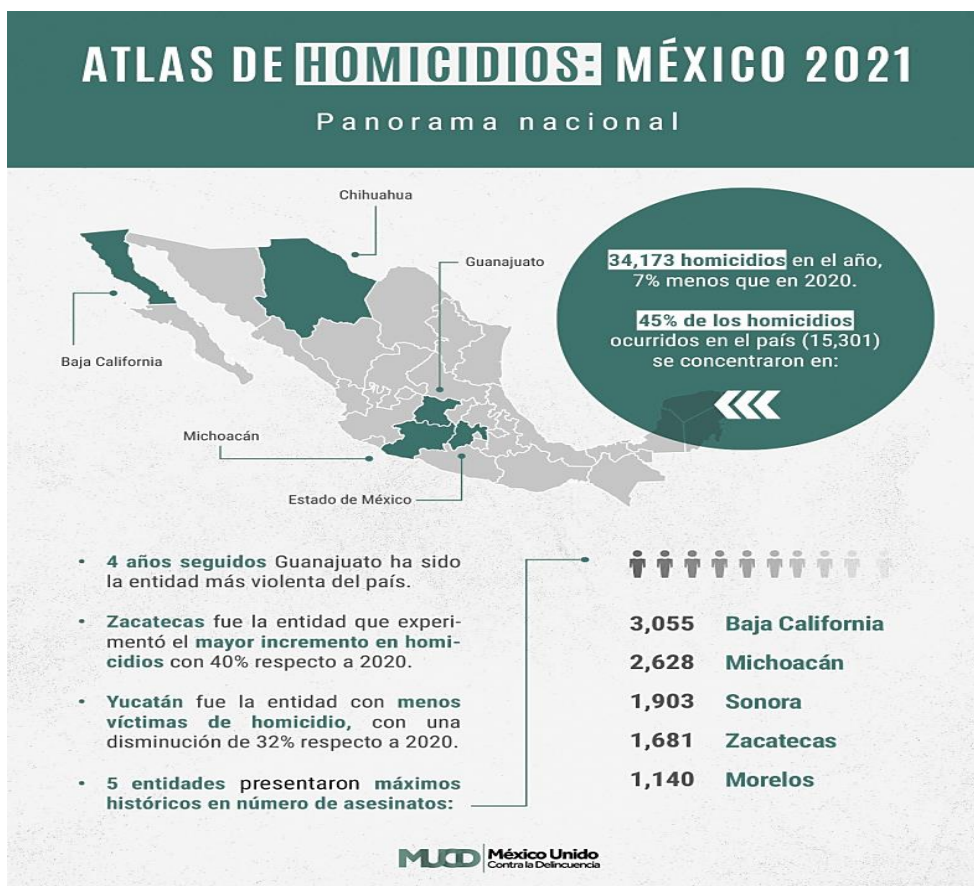 ATLAS DE HOMICIDIOS: MÉXICO 2021
Panorama nacional
Chihuahua
Guanajuato
Baja California
Michoacán
Estado de México
34,173 homicidios en el año,
7% menos que en 2020.
45% de los homicidios
ocurridos en el país (15,301)
se concentraron en:
• 4 años seguidos Guanajuato ha sido
la entidad más violenta del país.
• Zacatecas fue la entidad que experi-
mentó el mayor incremento en homi-
cidios con 40% respecto a 2020.
• Yucatán fue la entidad con menos
víctimas de homicidio, con una
disminución de 32% respecto a 2020.
• 5 entidades presentaron máximos
históricos en número de asesinatos:
3,055 Baja California
2,628 Michoacán
1,903 Sonora
1,681 Zacatecas
1,140 Morelos
MUCD México Unido
Contra la Delincuencia